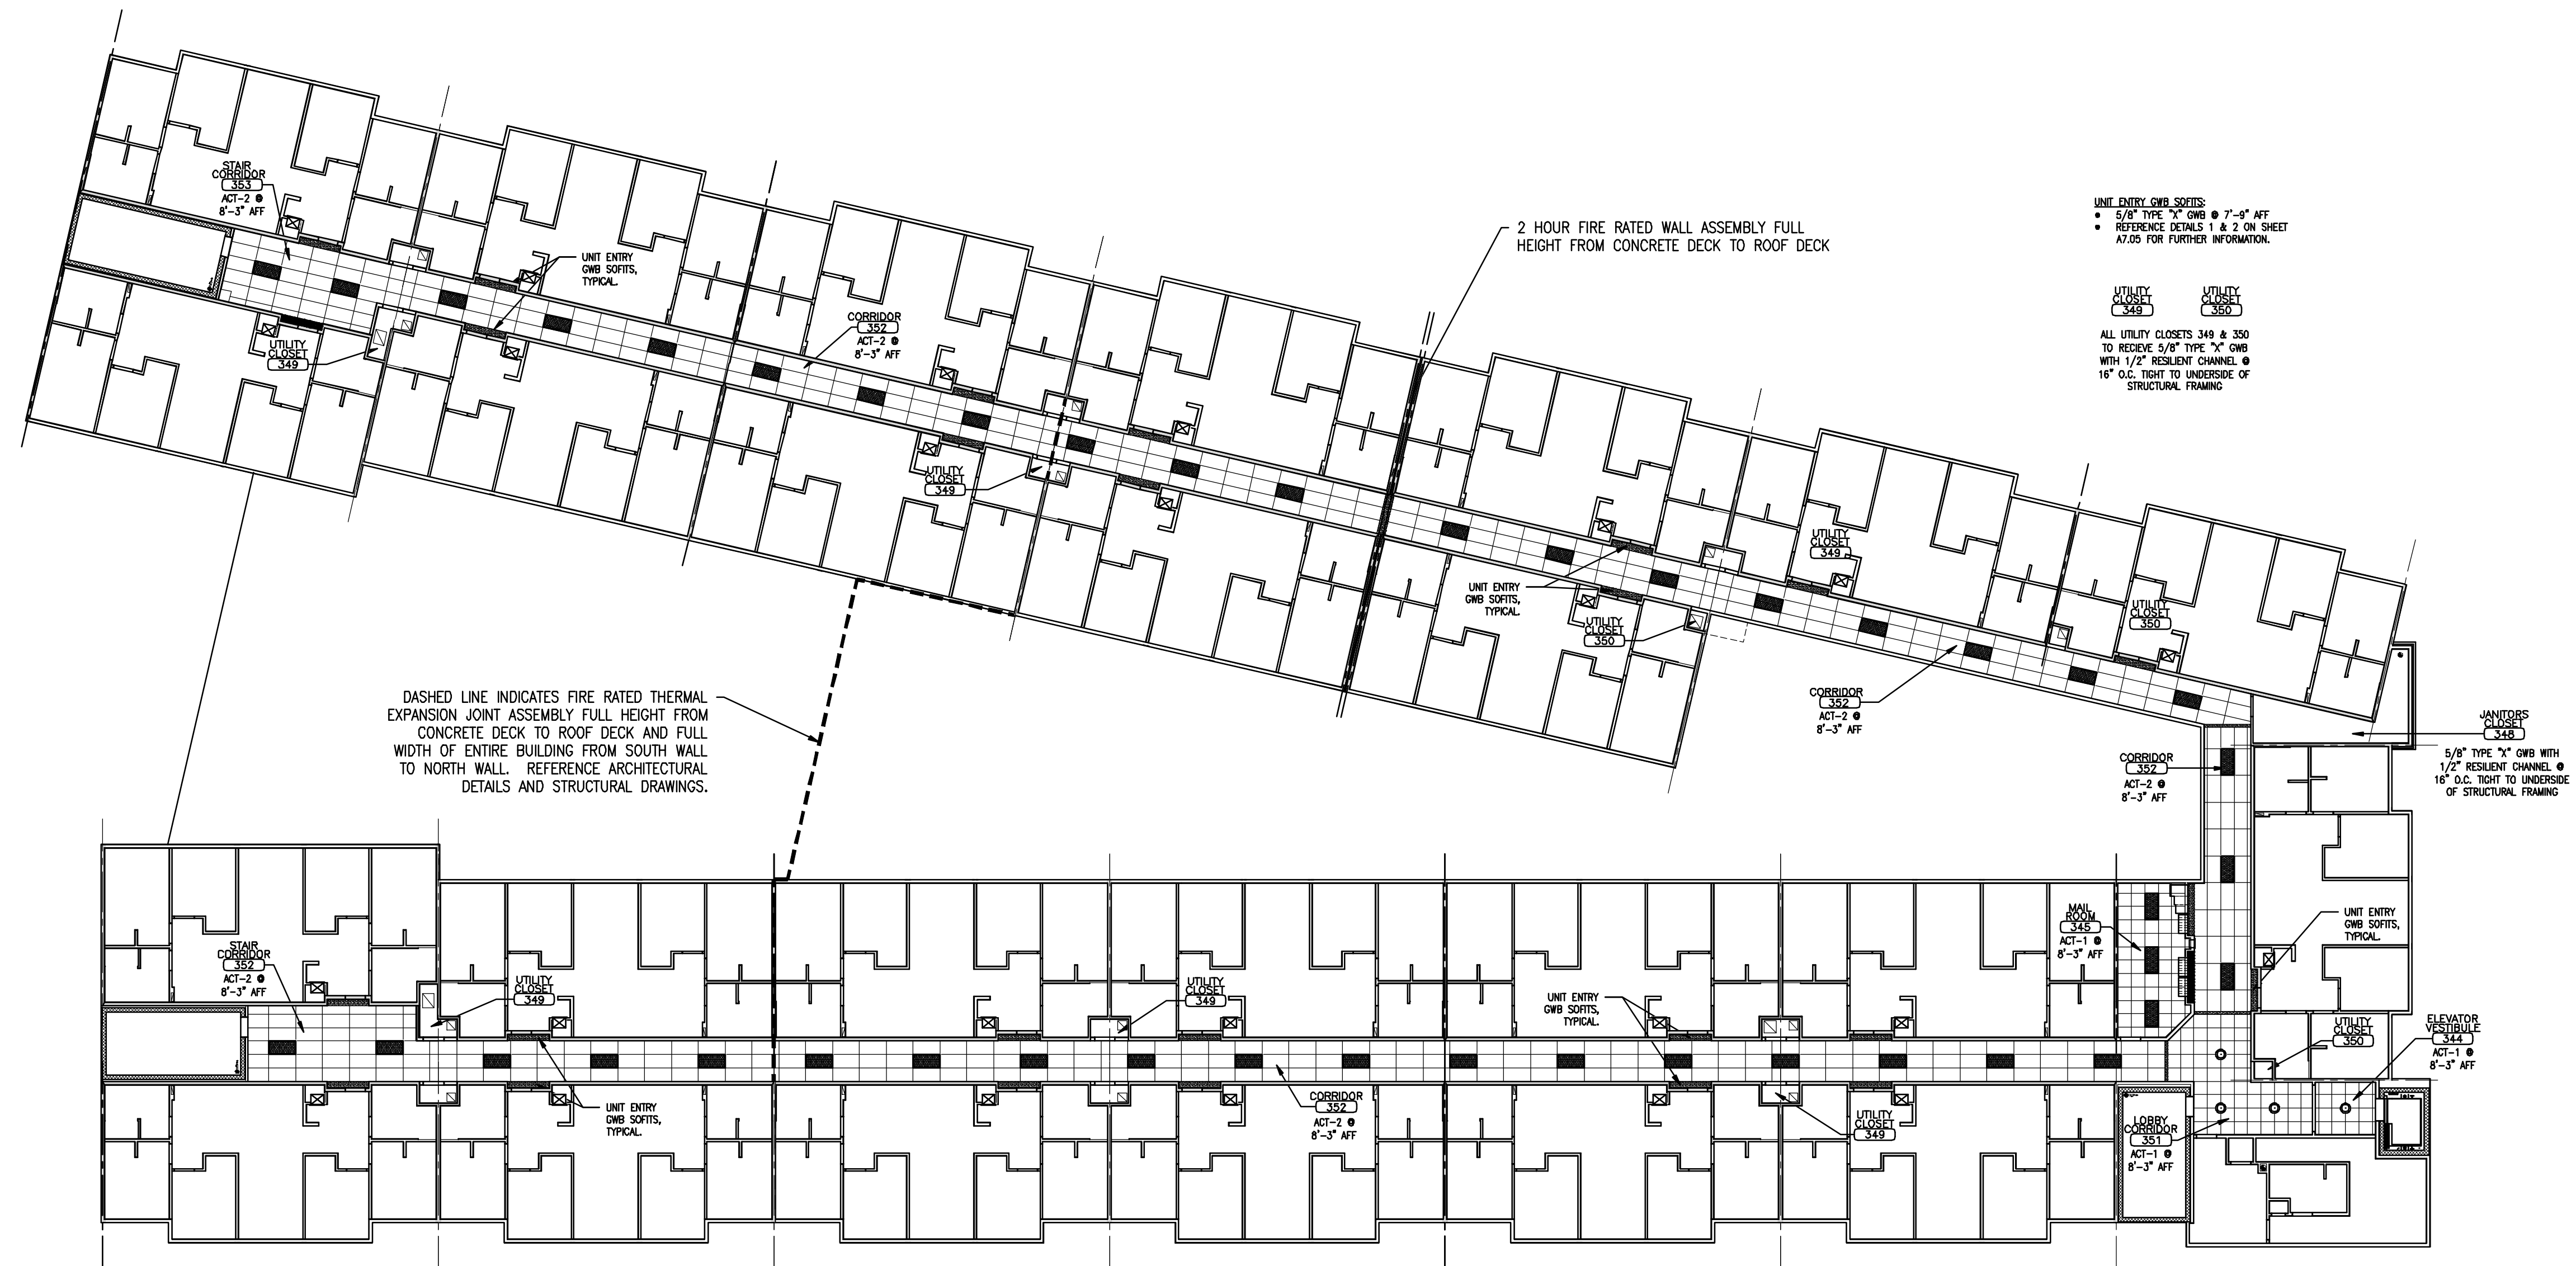 STAIR
CORRIDOR
353
ACT-2 @
8'-3" AFF
UNIT ENTRY
GWB SOFITS,
TYPICAL.
UTILITY
CLOSET
349
CORRIDOR
352
ACT-2 @
8'-3" AFF
UTILITY
CLOSET
349
2 HOUR FIRE RATED WALL ASSEMBLY FULL
HEIGHT FROM CONCRETE DECK TO ROOF DECK
UNIT ENTRY GWB SOFITS:
• 5/8" TYPE "X" GWB @ 7'-9" AFF
• REFERENCE DETAILS 1 & 2 ON SHEET
A7.05 FOR FURTHER INFORMATION.
UTILITY
CLOSET
349
UTILITY
CLOSET
350
ALL UTILITY CLOSETS 349 & 350
TO RECIEVE 5/8" TYPE "X" GWB
WITH 1/2" RESILIENT CHANNEL @
16" O.C. TIGHT TO UNDERSIDE OF
STRUCTURAL FRAMING
UTILITY
CLOSET
349
UNIT ENTRY
GWB SOFITS,
TYPICAL.
UTILITY
CLOSET
350
UTILITY
CLOSET
350
CORRIDOR
352
ACT-2 @
8'-3" AFF
DASHED LINE INDICATES FIRE RATED THERMAL
EXPANSION JOINT ASSEMBLY FULL HEIGHT FROM
CONCRETE DECK TO ROOF DECK AND FULL
WIDTH OF ENTIRE BUILDING FROM SOUTH WALL
TO NORTH WALL. REFERENCE ARCHITECTURAL
DETAILS AND STRUCTURAL DRAWINGS.
JANITORS
CLOSET
348
5/8" TYPE "X" GWB WITH
1/2" RESILIENT CHANNEL @
16" O.C. TIGHT TO UNDERSIDE
OF STRUCTURAL FRAMING
CORRIDOR
352
ACT-2 @
8'-3" AFF
MAIL
ROOM
345
ACT-1 @
8'-3" AFF
UNIT ENTRY
GWB SOFITS,
TYPICAL.
STAIR
CORRIDOR
352
ACT-2 @
8'-3" AFF
UTILITY
CLOSET
349
UTILITY
CLOSET
349
UNIT ENTRY
GWB SOFITS,
TYPICAL.
UTILITY
CLOSET
350
ELEVATOR
VESTIBULE
344
ACT-1 @
8'-3" AFF
UNIT ENTRY
GWB SOFITS,
TYPICAL.
CORRIDOR
352
ACT-2 @
8'-3" AFF
UTILITY
CLOSET
349
LOBBY
CORRIDOR
351
ACT-1 @
8'-3" AFF